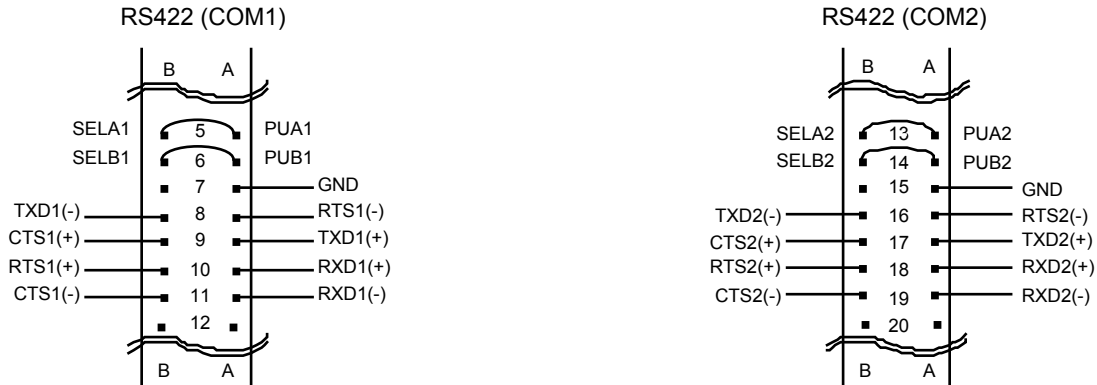 RS422 (COM1)
B A
SELA1 5 PUA1
SELB1 6 PUB1
7 GND
TXD1(-) 8 RTS1(-)
CTS1(+) 9 TXD1(+)
RTS1(+) 10 RXD1(+)
CTS1(-) 11 RXD1(-)
12
B A
RS422 (COM2)
B A
SELA2 13 PUA2
SELB2 14 PUB2
15 GND
TXD2(-) 16 RTS2(-)
CTS2(+) 17 TXD2(+)
RTS2(+) 18 RXD2(+)
CTS2(-) 19 RXD2(-)
20
B A